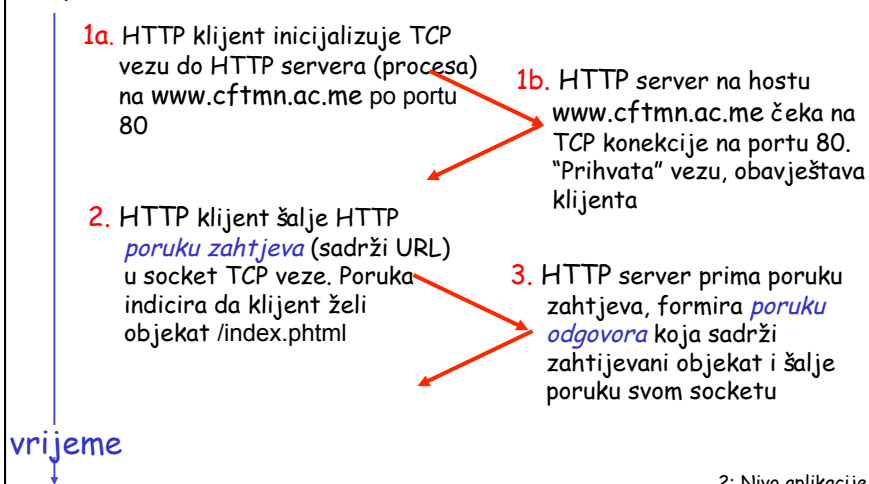 1a. HTTP klijent inicijalizuje TCP
vezu do HTTP servera (procesa)
na www.cftmn.ac.me po portu
80
1b. HTTP server na hostu
www.cftmn.ac.me čeka na
TCP konekcije na portu 80.
“Prihvata” vezu, obavještava
klijenta
2. HTTP klijent šalje HTTP
poruku zahtjeva (sadrži URL)
u socket TCP veze. Poruka
indicira da klijent želi
objekat /index.phtml
3. HTTP server prima poruku
zahtjeva, formira poruku
odgovora koja sadrži
zahtijevani objekat i šalje
poruku svom socketu
vrijeme
2: Nivo aplikacije